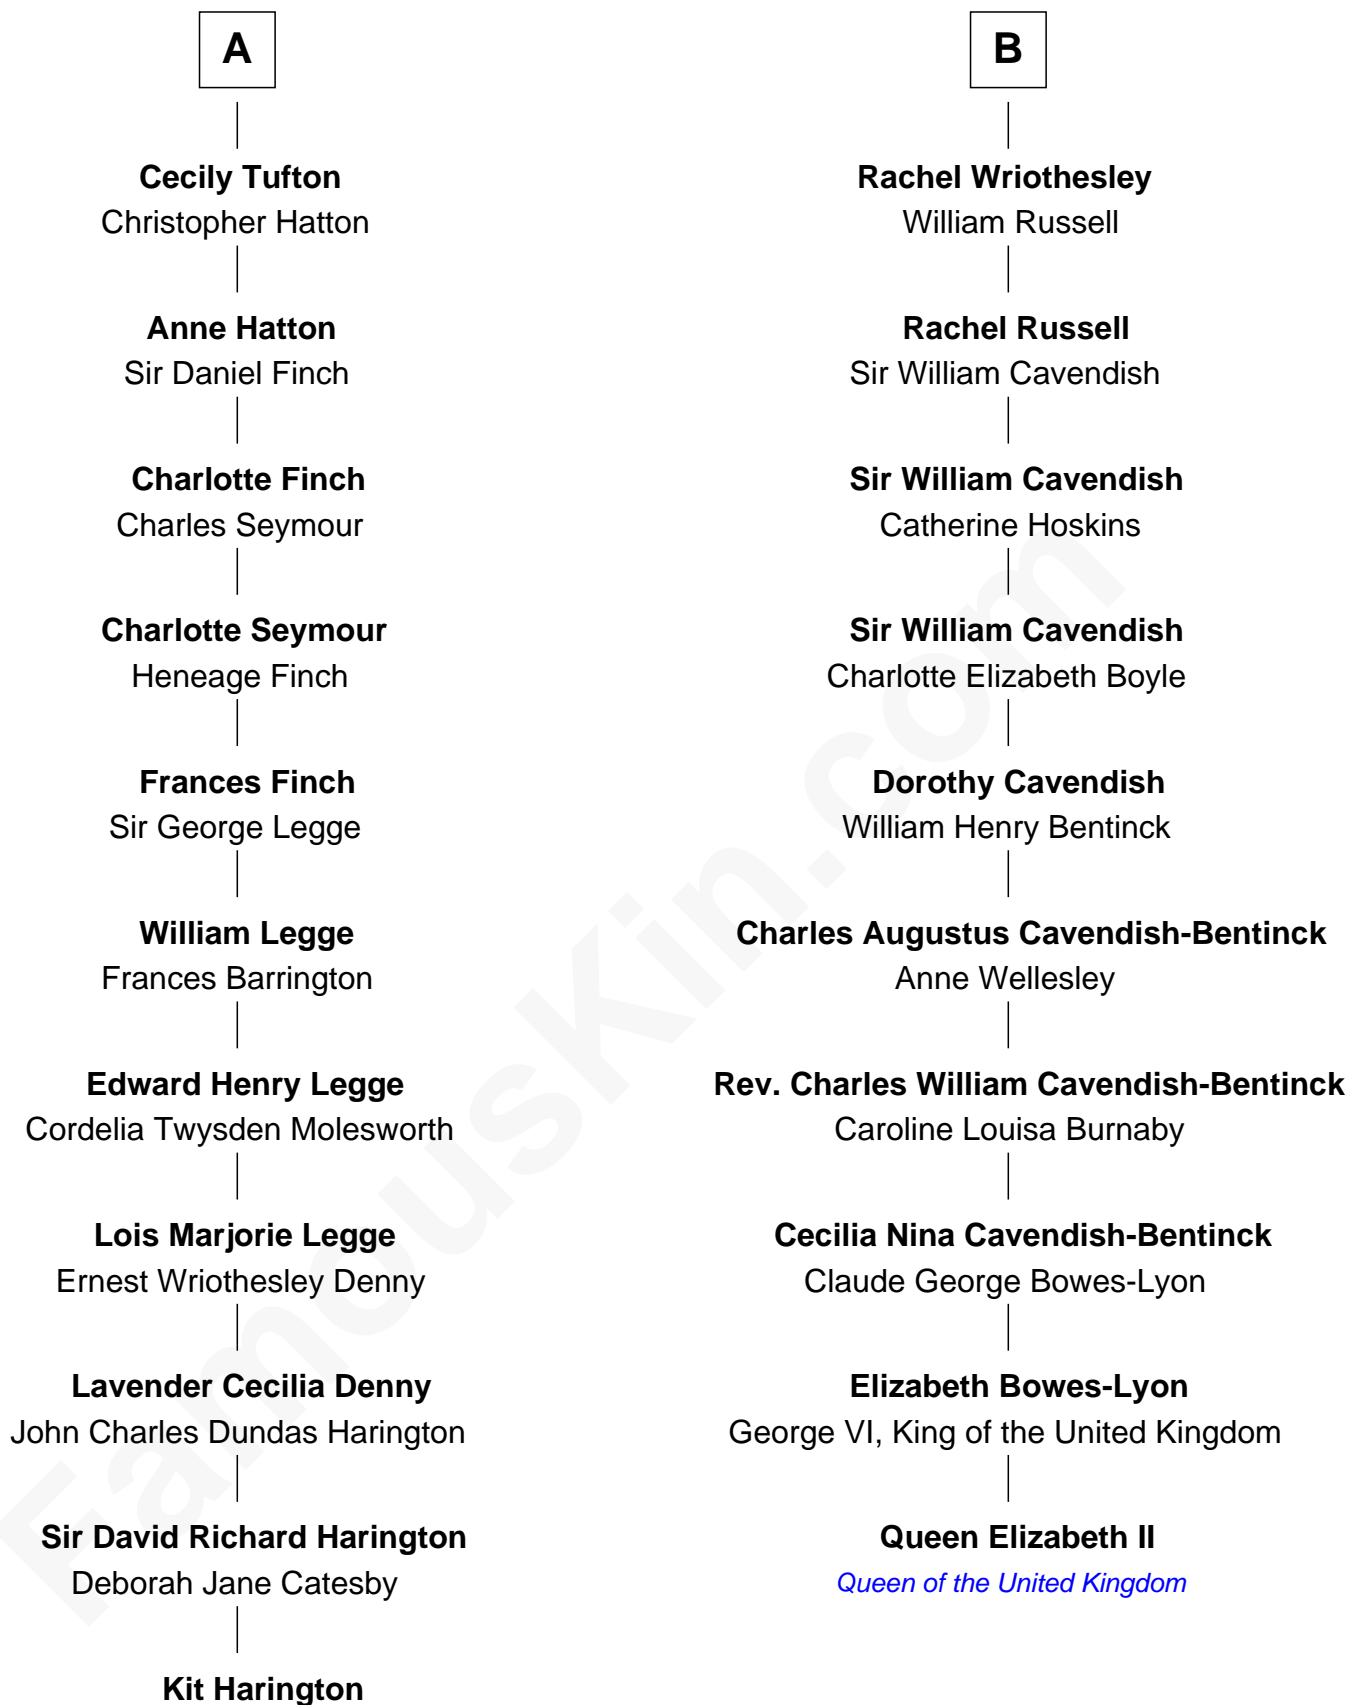 A
Cecily Tufton
Christopher Hatton
Anne Hatton
Sir Daniel Finch
Charlotte Finch
Charles Seymour
Charlotte Seymour
Heneage Finch
Frances Finch
Sir George Legge
William Legge
Frances Barrington
Edward Henry Legge
Cordelia Twysden Molesworth
Lois Marjorie Legge
Ernest Wriothesley Denny
Lavender Cecilia Denny
John Charles Dundas Harington
Sir David Richard Harington
Deborah Jane Catesby
Kit Harington
B
Rachel Wriothesley
William Russell
Rachel Russell
Sir William Cavendish
Sir William Cavendish
Catherine Hoskins
Sir William Cavendish
Charlotte Elizabeth Boyle
Dorothy Cavendish
William Henry Bentinck
Charles Augustus Cavendish-Bentinck
Anne Wellesley
Rev. Charles William Cavendish-Bentinck
Caroline Louisa Burnaby
Cecilia Nina Cavendish-Bentinck
Claude George Bowes-Lyon
Elizabeth Bowes-Lyon
George VI, King of the United Kingdom
Queen Elizabeth II
Queen of the United Kingdom
FamousKin.com